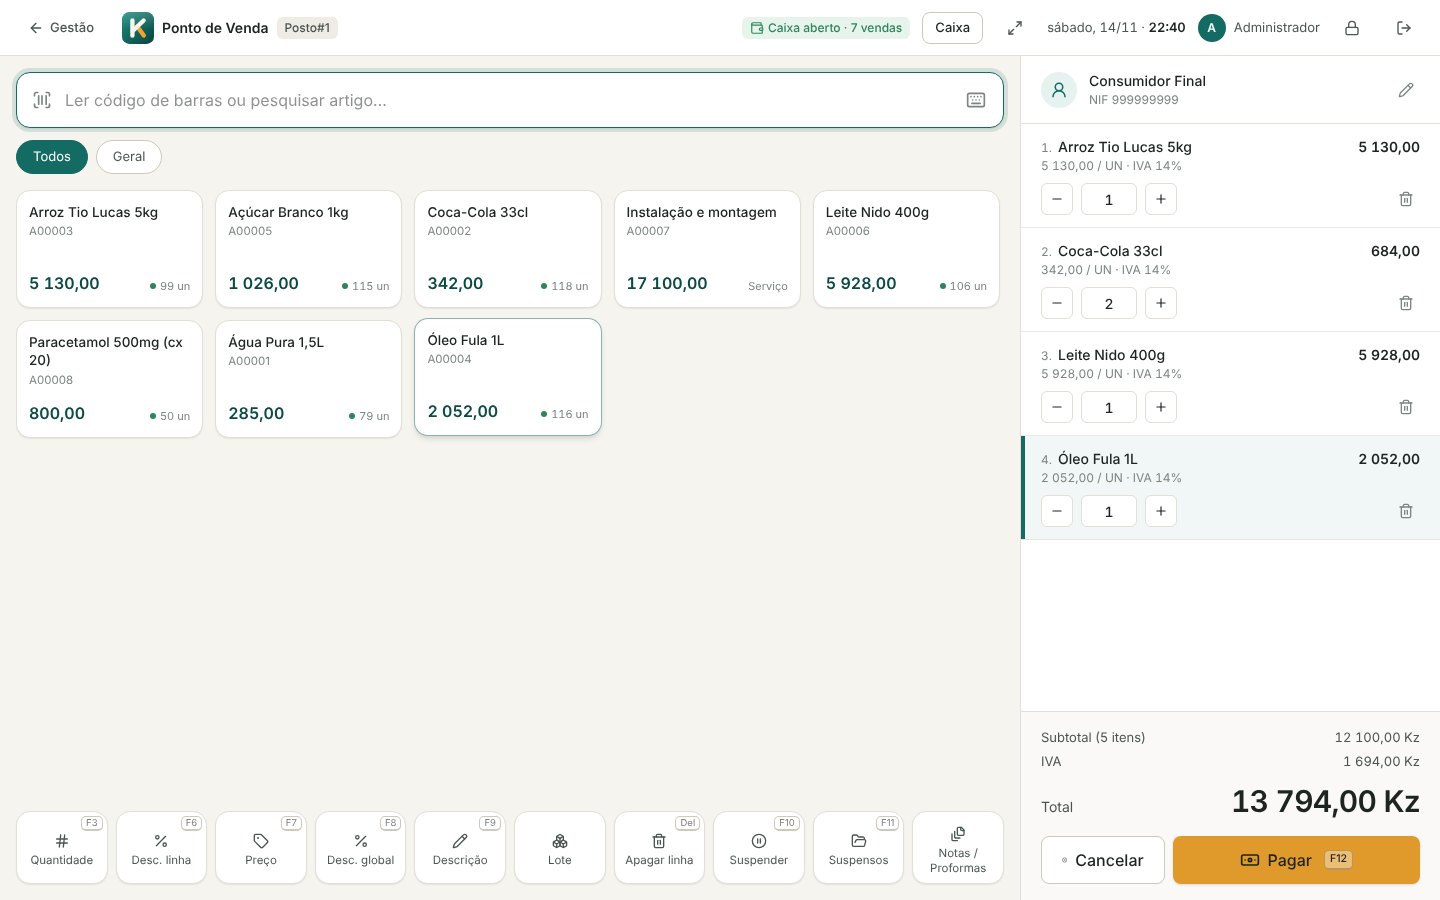 Gestão
Ponto de Venda
Posto#1
Caixa aberto · 7 vendas
Caixa
sábado, 14/11 · 22:40
A
Administrador
Ler código de barras ou pesquisar artigo...
Todos
Geral
Arroz Tio Lucas 5kg
A00003
5 130,00
99 un
Açúcar Branco 1kg
A00005
1 026,00
115 un
Coca-Cola 33cl
A00002
342,00
118 un
Instalação e montagem
A00007
17 100,00
Serviço
Leite Nido 400g
A00006
5 928,00
106 un
Paracetamol 500mg (cx
20)
A00008
800,00
50 un
Água Pura 1,5L
A00001
285,00
79 un
Óleo Fula 1L
A00004
2 052,00
116 un
F3
Quantidade
F6
Desc. linha
F7
Preço
F8
Desc. global
F9
Descrição
Lote
Del
Apagar linha
F10
Suspender
F11
Suspensos
Notas /
Proformas
Consumidor Final
NIF 999999999
1. Arroz Tio Lucas 5kg 5 130,00
5 130,00 / UN · IVA 14%
1
2. Coca-Cola 33cl 684,00
342,00 / UN · IVA 14%
2
3. Leite Nido 400g 5 928,00
5 928,00 / UN · IVA 14%
1
4. Óleo Fula 1L 2 052,00
2 052,00 / UN · IVA 14%
1
Subtotal (5 itens) 12 100,00 Kz
IVA 1 694,00 Kz
Total 13 794,00 Kz
Cancelar
Pagar F12